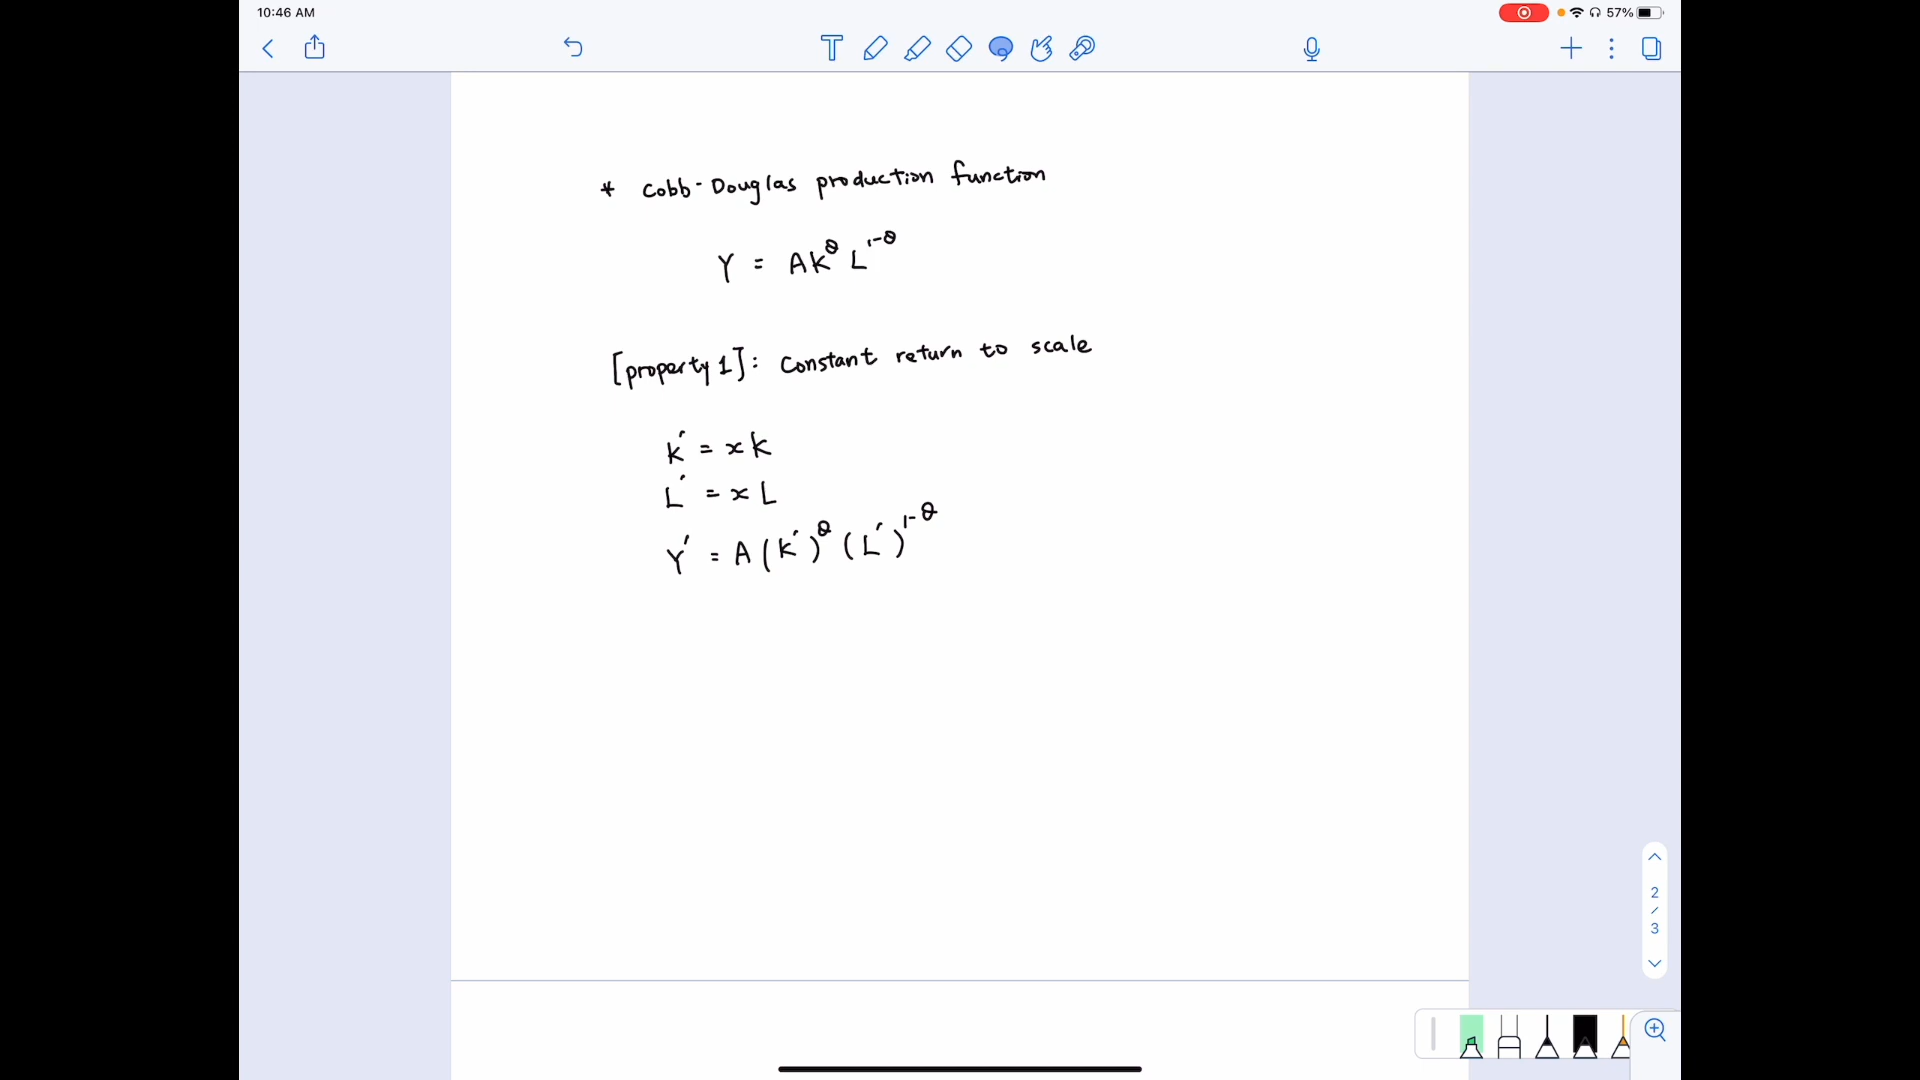 10:46 AM
57%
* Cobb-Douglas production function
Y = AK^θ L^1-θ
[property 1]: Constant return to scale
K' = xK
L' = xL
Y' = A(K')^θ (L')^1-θ
2
/
3